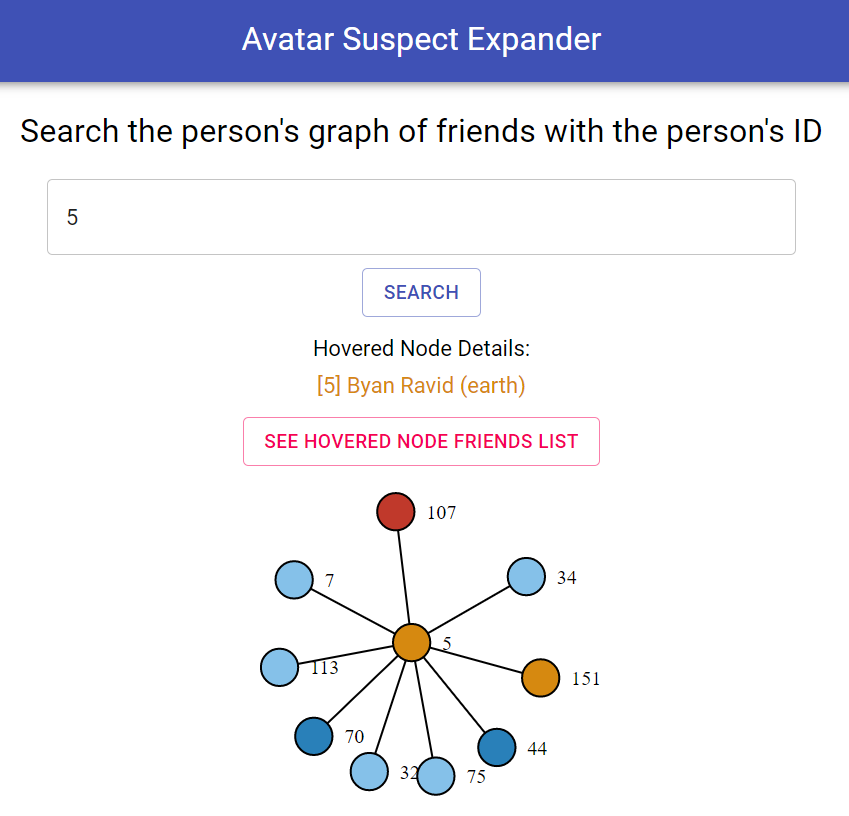 Avatar Suspect Expander
Search the person's graph of friends with the person's ID
5
SEARCH
Hovered Node Details:
[5] Byan Ravid (earth)
SEE HOVERED NODE FRIENDS LIST
107
7
34
5
113
151
70
44
32
75